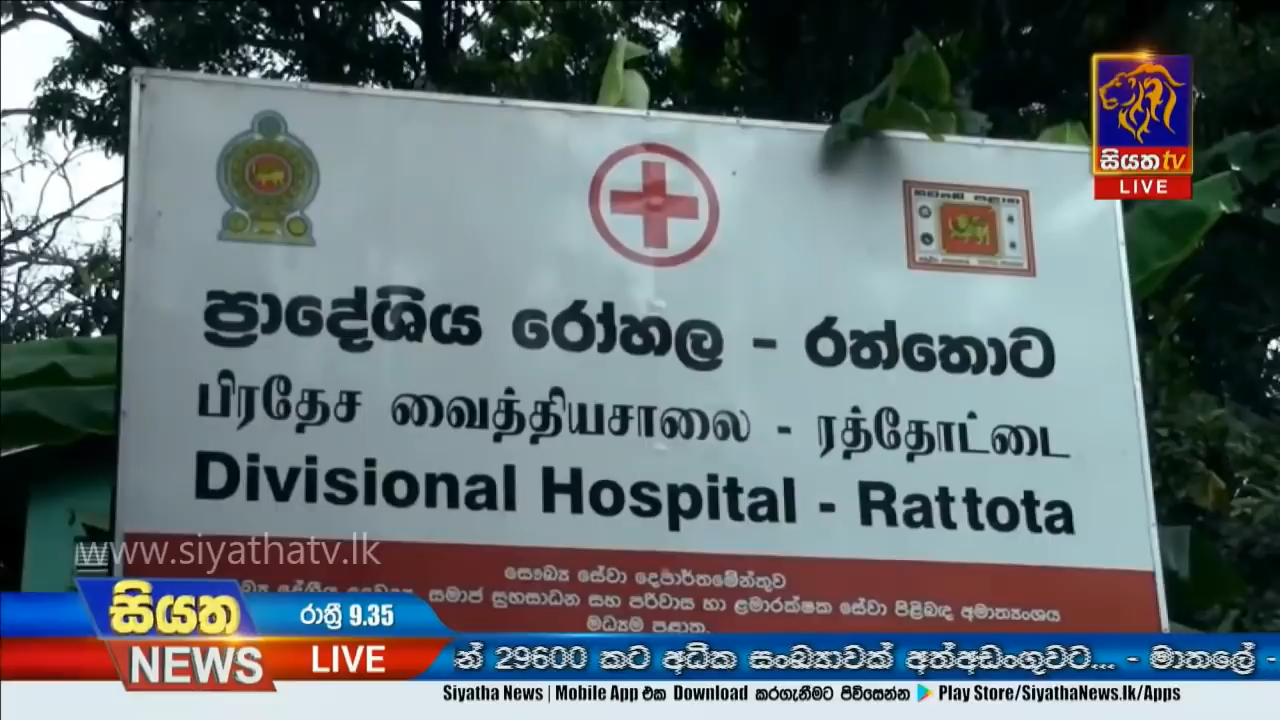 සියත tv
LIVE
ප්‍රාදේශීය රෝහල - රත්තොට
பிரதேச வைத்தியசாலை - ரத்தோட்டை
Divisional Hospital - Rattota
www.siyathatv.lk
සෞඛ්‍ය සේවා දෙපාර්තමේන්තුව
සමාජ සුභසාධන සහ පරිවාස හා ළමාරක්ෂක සේවා පිළිබඳ අමාත්‍යංශය
මධ්‍යම පළාත.
සියත
NEWS
රාත්‍රී 9.35
LIVE
න් 29600 කට අධික සංඛ්‍යාවක් අත්අඩංගුවට... - මාතලේ -
Siyatha News | Mobile App එක Download කරගැනීමට පිවිසෙන්න Play Store/SiyathaNews.lk/Apps